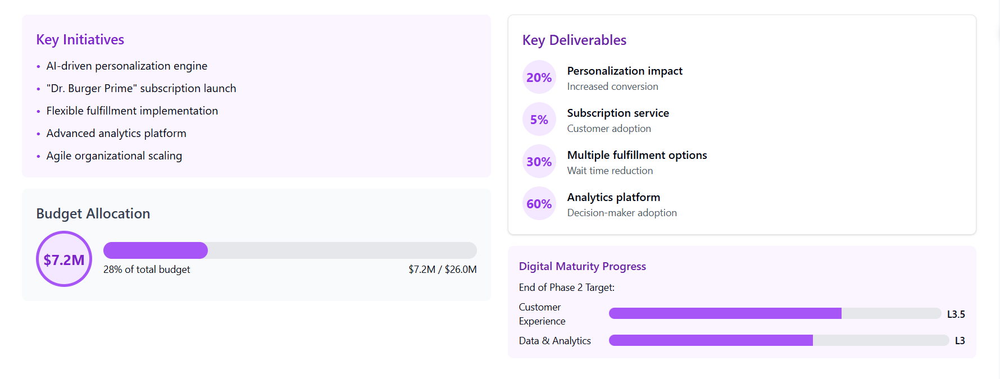 Key Initiatives
• AI-driven personalization engine
• "Dr. Burger Prime" subscription launch
• Flexible fulfillment implementation
• Advanced analytics platform
• Agile organizational scaling
Budget Allocation
$7.2M
28% of total budget
$7.2M / $26.0M
Key Deliverables
20%
Personalization impact
Increased conversion
5%
Subscription service
Customer adoption
30%
Multiple fulfillment options
Wait time reduction
60%
Analytics platform
Decision-maker adoption
Digital Maturity Progress
End of Phase 2 Target:
Customer
Experience
L3.5
Data & Analytics
L3